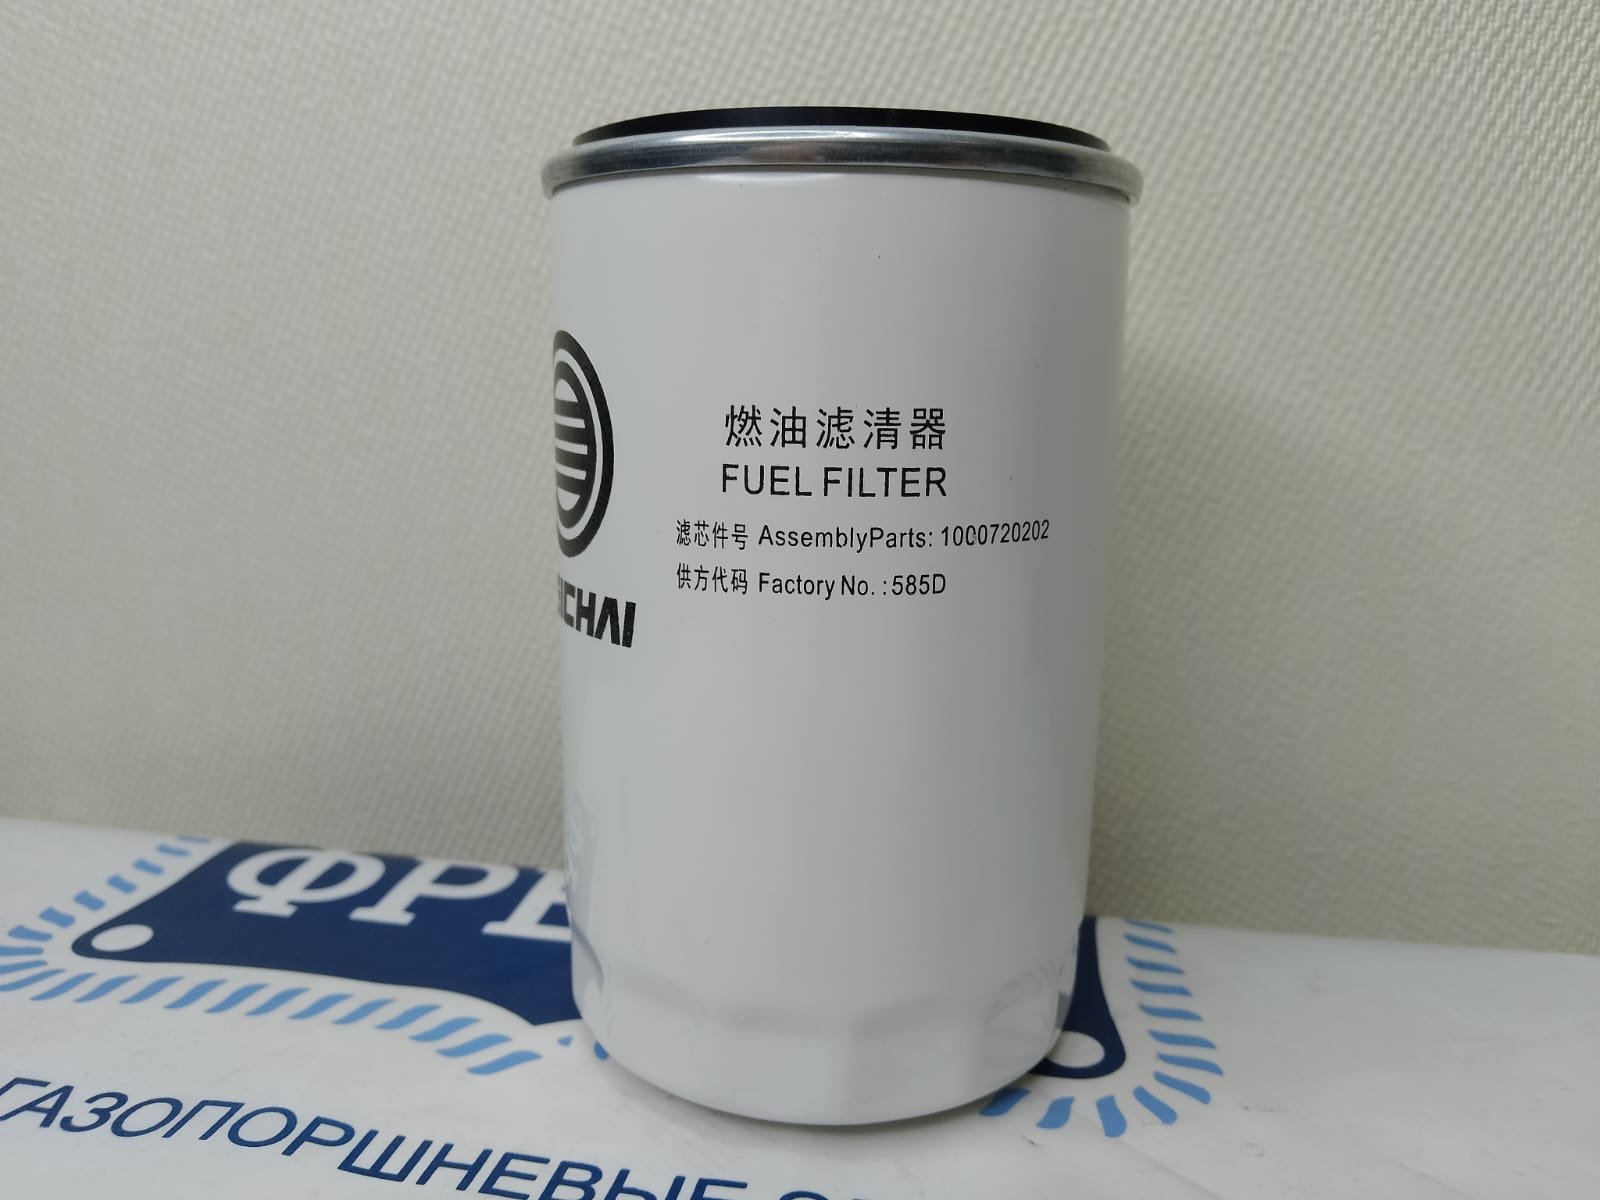 燃油滤清器
FUEL FILTER
滤芯件号 AssemblyParts: 1000720202
供方代码 Factory No. : 585D
ГАЗОПОРШНЕВЫЕ